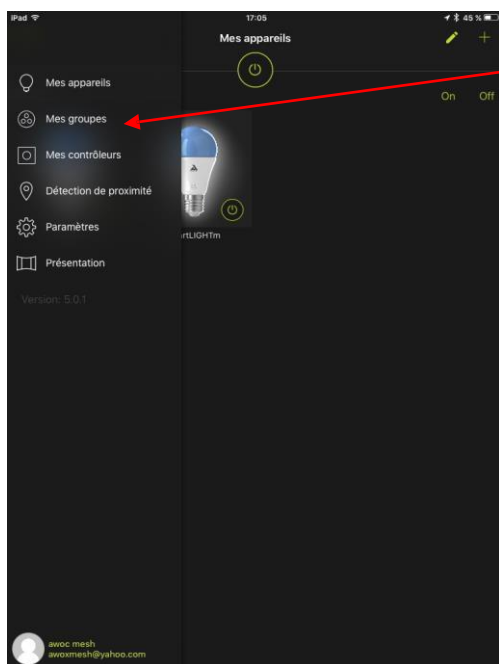 iPad 17:05 45 %
Mes appareils
On Off
Mes appareils
Mes groupes
Mes contrôleurs
Détection de proximité
Paramètres
Présentation
Version: 5.0.1
rtLIGHTm
awoc mesh
awoxmesh@yahoo.com